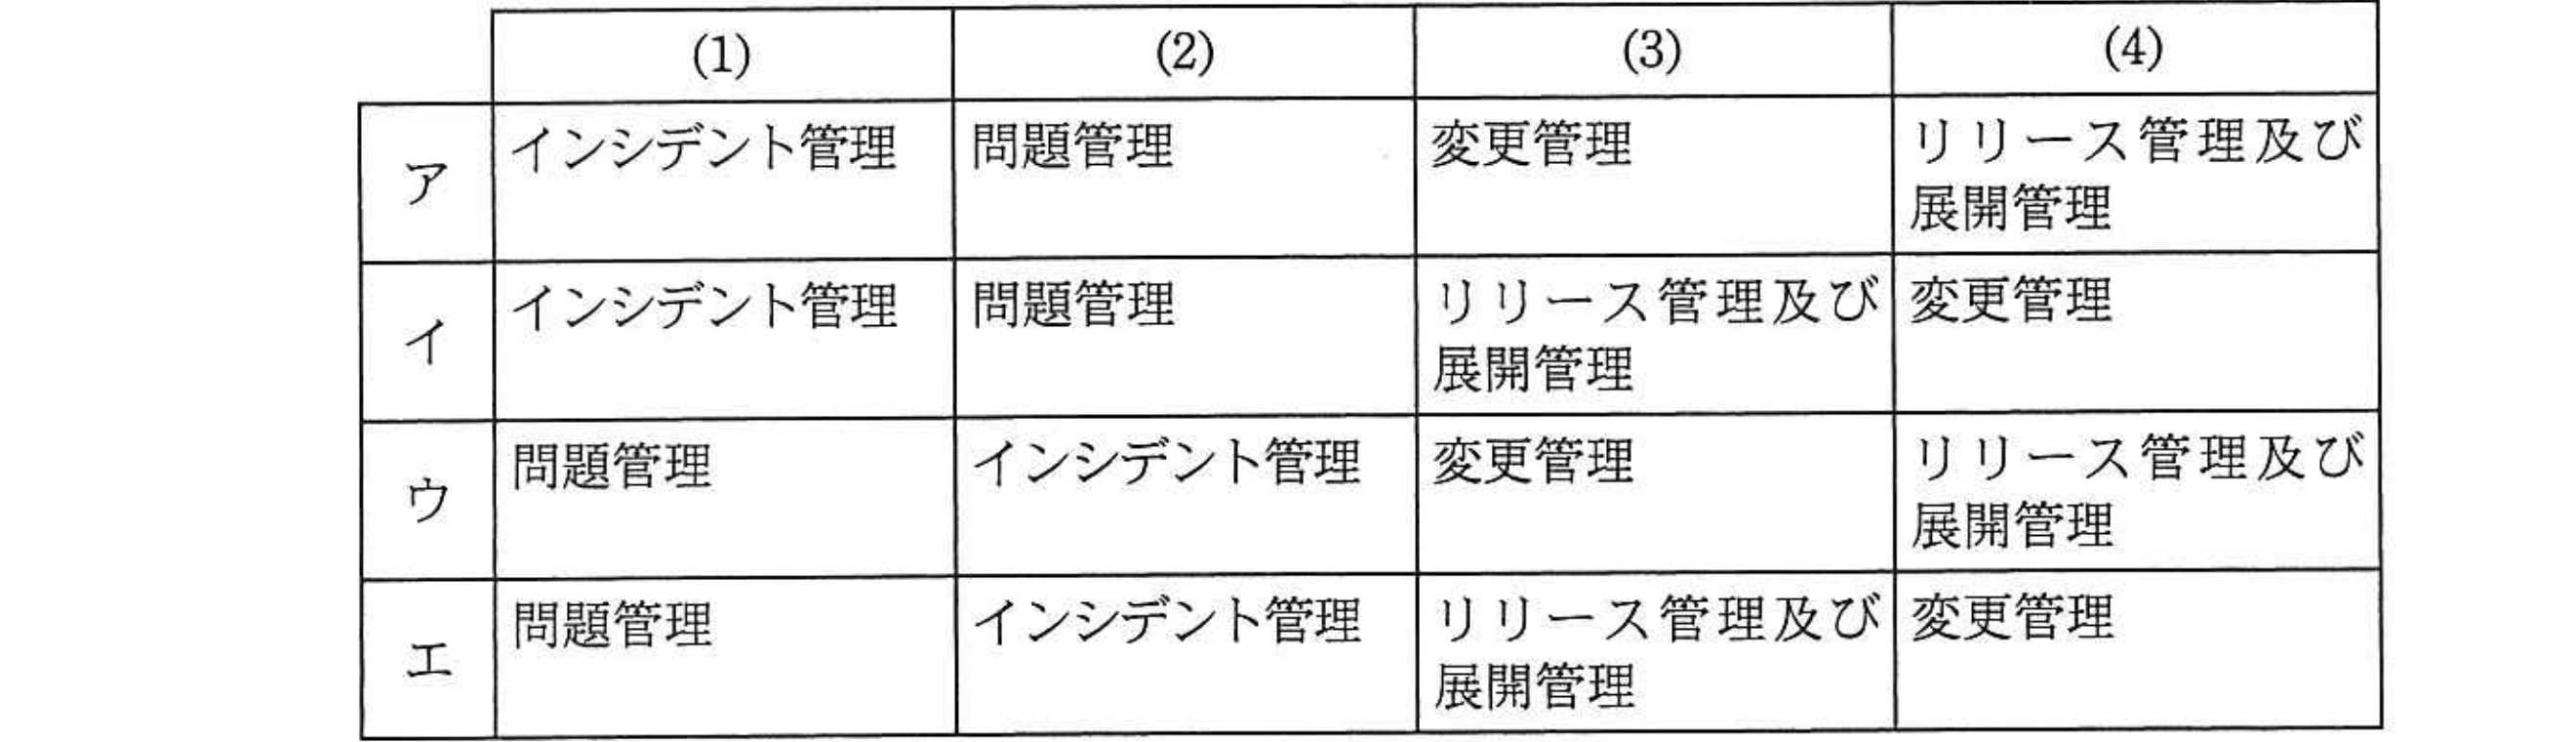 (1) (2) (3) (4)
ア インシデント管理 問題管理 変更管理 リリース管理及び
展開管理
イ インシデント管理 問題管理 リリース管理及び 変更管理
展開管理
ウ 問題管理 インシデント管理 変更管理 リリース管理及び
展開管理
エ 問題管理 インシデント管理 リリース管理及び 変更管理
展開管理